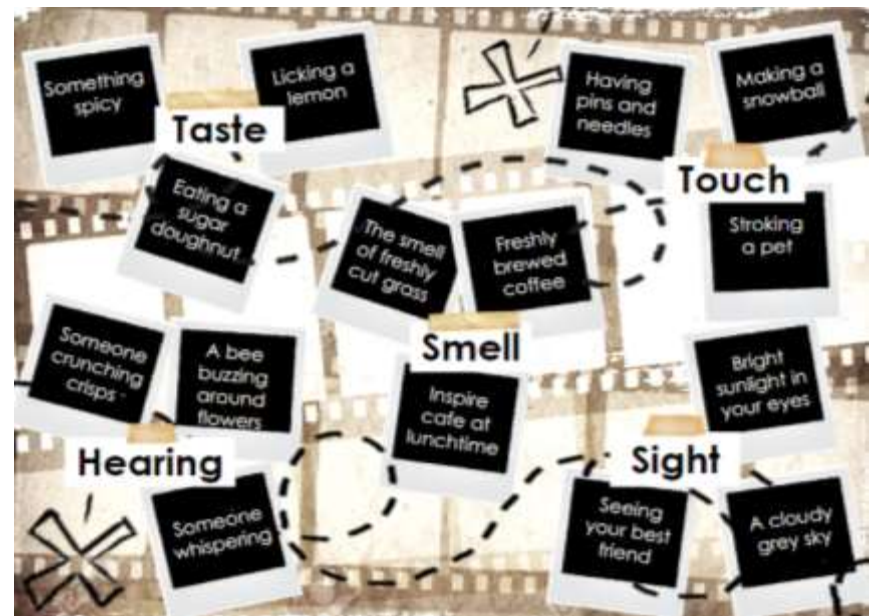 Something
spicy
Licking a
lemon
Taste
Eating a
sugar
doughnut
Having
pins and
needles
Making a
snowball
Touch
Stroking
a pet
The smell
of freshly
cut grass
Freshly
brewed
coffee
Smell
Inspire
cafe at
lunchtime
Someone
crunching
crisps -
A bee
buzzing
around
flowers
Hearing
Someone
whispering
Bright
sunlight in
your eyes
Sight
Seeing
your best
friend
A cloudy
grey sky